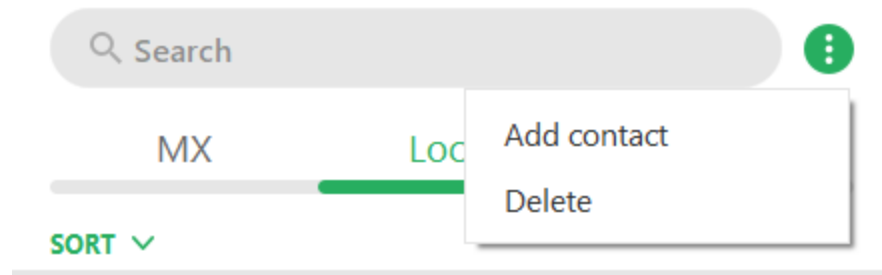 Search
MX
Loc
Add contact
Delete
SORT